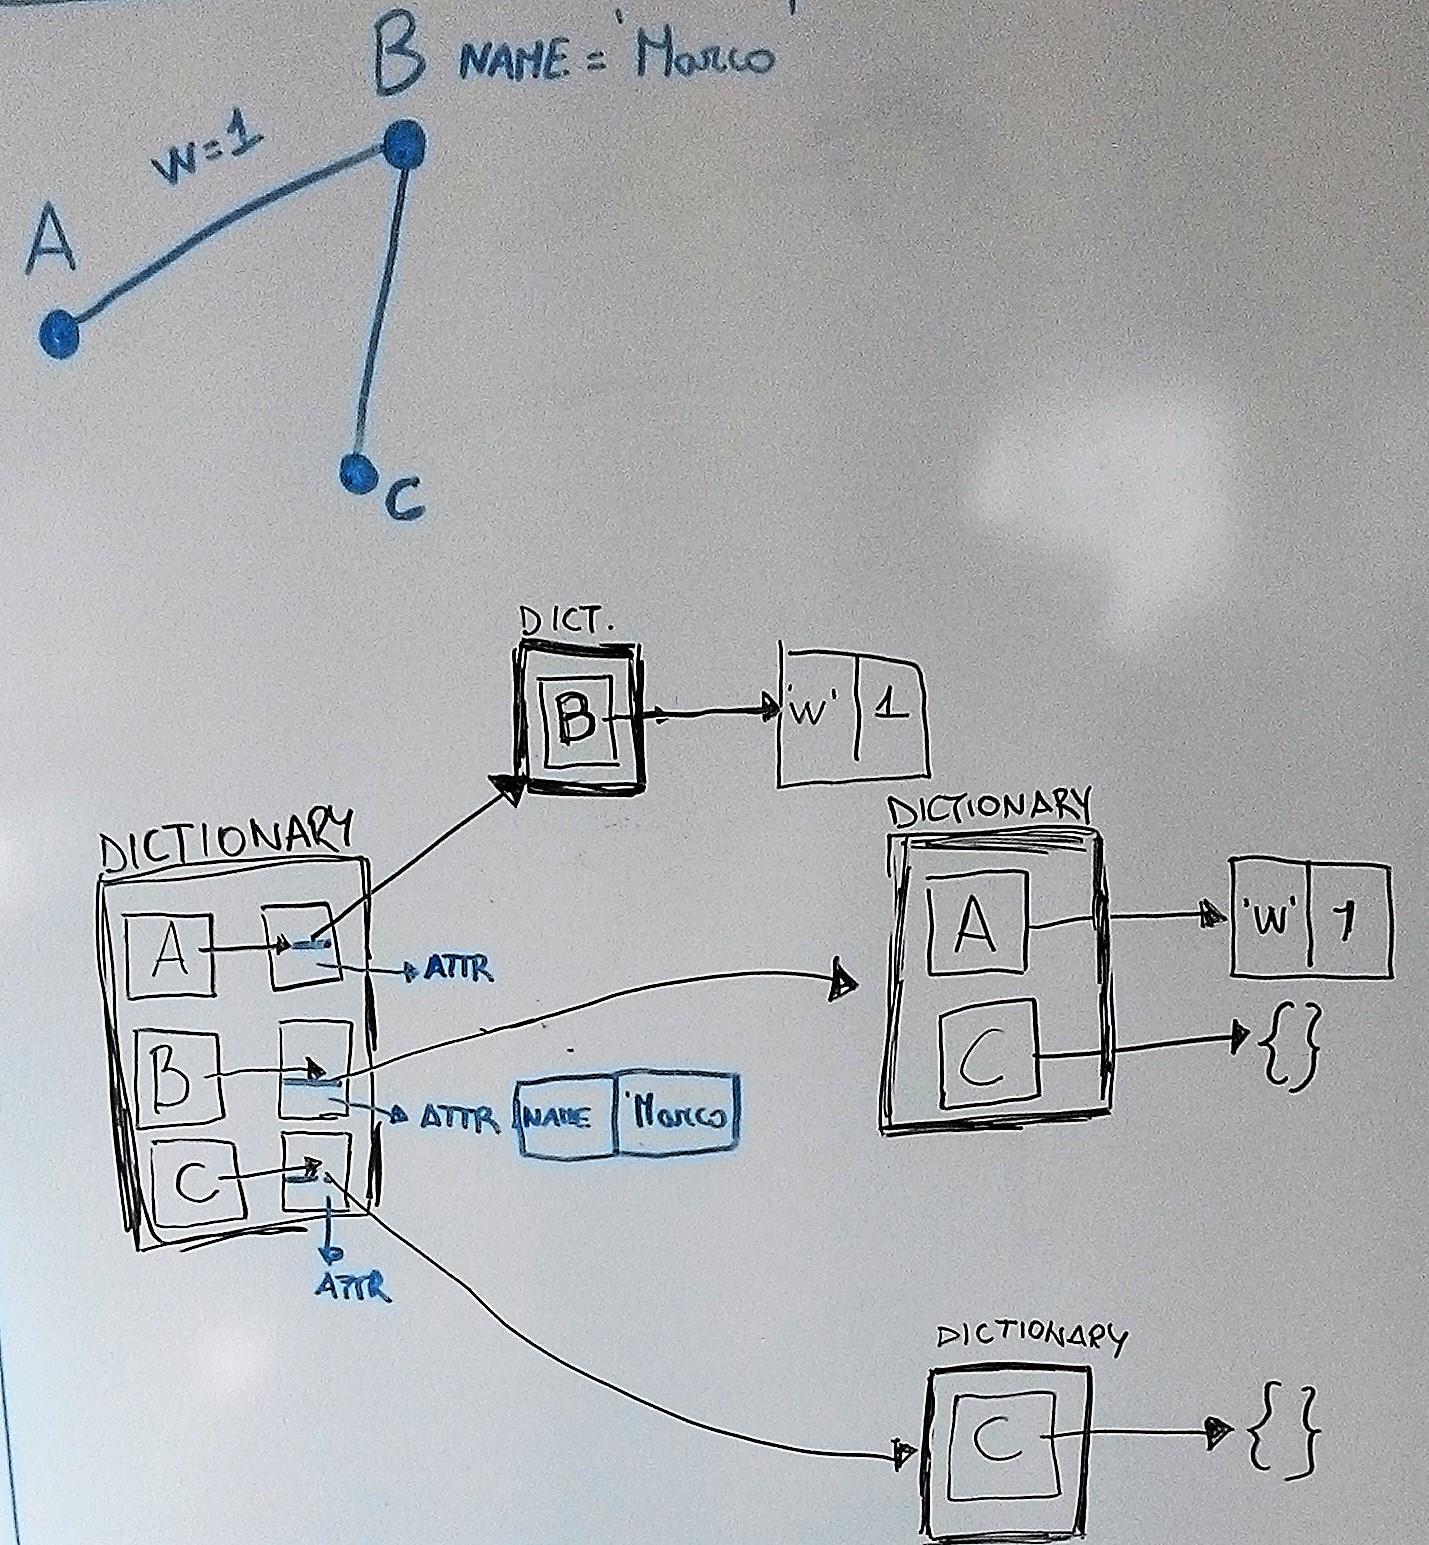 B NAME = 'Marco'
W=1
A
C
DICT.
B 'W' 1
DICTIONARY
DICTIONARY
A
ATTR
A 'W' 1
B
C {}
ATTR NAME 'Marco
C
ATTR
DICTIONARY
C {}